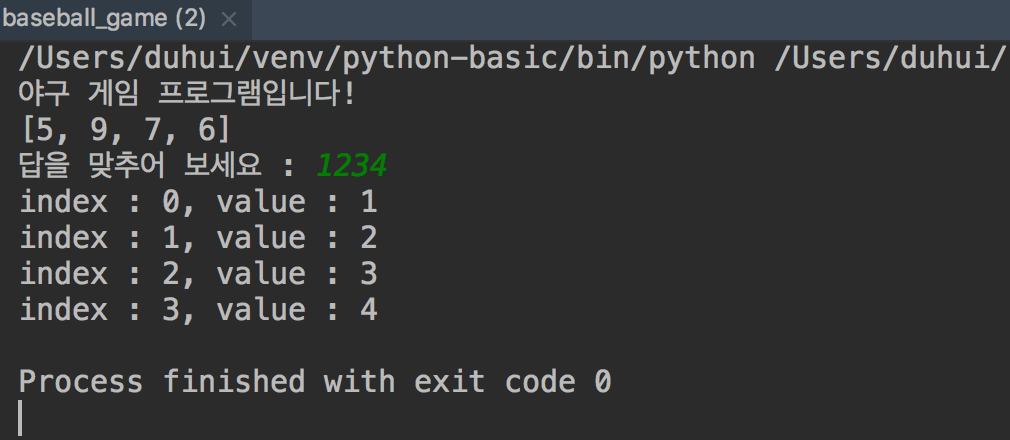 baseball_game (2) ×
/Users/duhui/venv/python-basic/bin/python /Users/duhui/
야구 게임 프로그램입니다!
[5, 9, 7, 6]
답을 맞추어 보세요 : 1234
index : 0, value : 1
index : 1, value : 2
index : 2, value : 3
index : 3, value : 4
Process finished with exit code 0